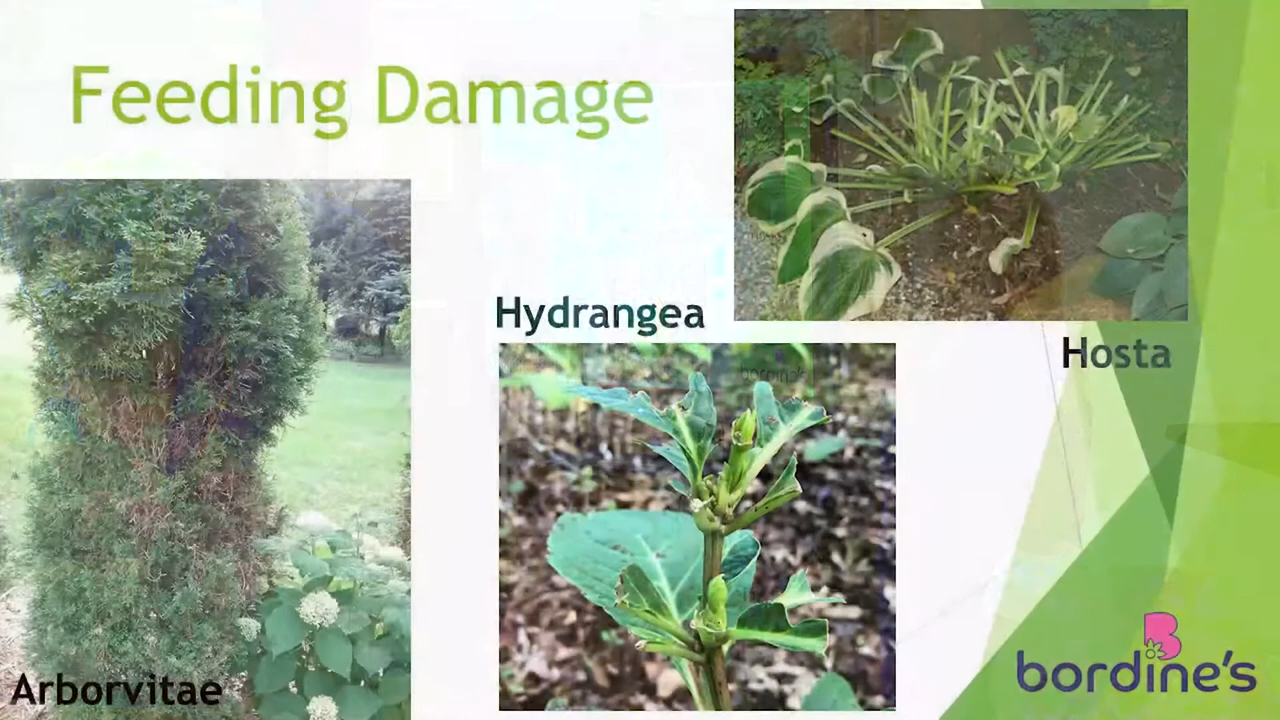 Feeding Damage
Hydrangea
Hosta
Arborvitae
bordine's